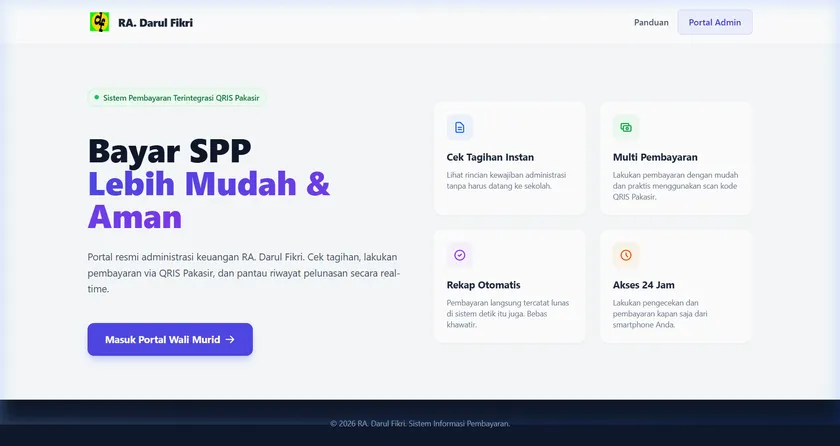 RA. Darul Fikri
Panduan
Portal Admin
Sistem Pembayaran Terintegrasi QRIS Pakasir
Bayar SPP
Lebih Mudah &
Aman
Portal resmi administrasi keuangan RA. Darul Fikri. Cek tagihan, lakukan
pembayaran via QRIS Pakasir, dan pantau riwayat pelunasan secara real-
time.
Masuk Portal Wali Murid →
Cek Tagihan Instan
Lihat rincian kewajiban administrasi
tanpa harus datang ke sekolah.
Multi Pembayaran
Lakukan pembayaran dengan mudah
dan praktis menggunakan scan kode
QRIS Pakasir.
Rekap Otomatis
Pembayaran langsung tercatat lunas
di sistem detik itu juga. Bebas
khawatir.
Akses 24 Jam
Lakukan pengecekan dan
pembayaran kapan saja dari
smartphone Anda.
© 2026 RA. Darul Fikri. Sistem Informasi Pembayaran.